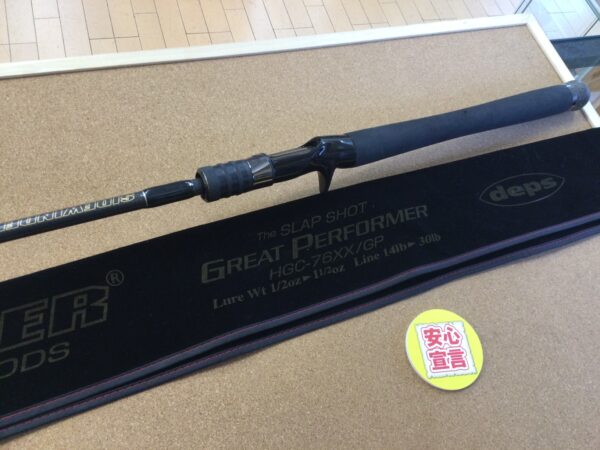 SIDEWINDER
deps
The SLAP SHOT
GREAT PERFORMER
HGC-76XX/GP
Lure Wt 1/2oz▸1 1/2oz Line 14lb▸30lb
ER®
ODS
安心
宣言